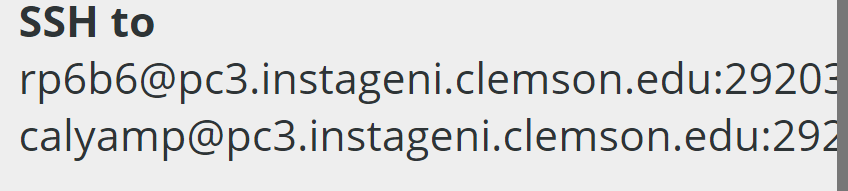 SSH to
rp6b6@pc3.instageni.clemson.edu:29203
calyamp@pc3.instageni.clemson.edu:292